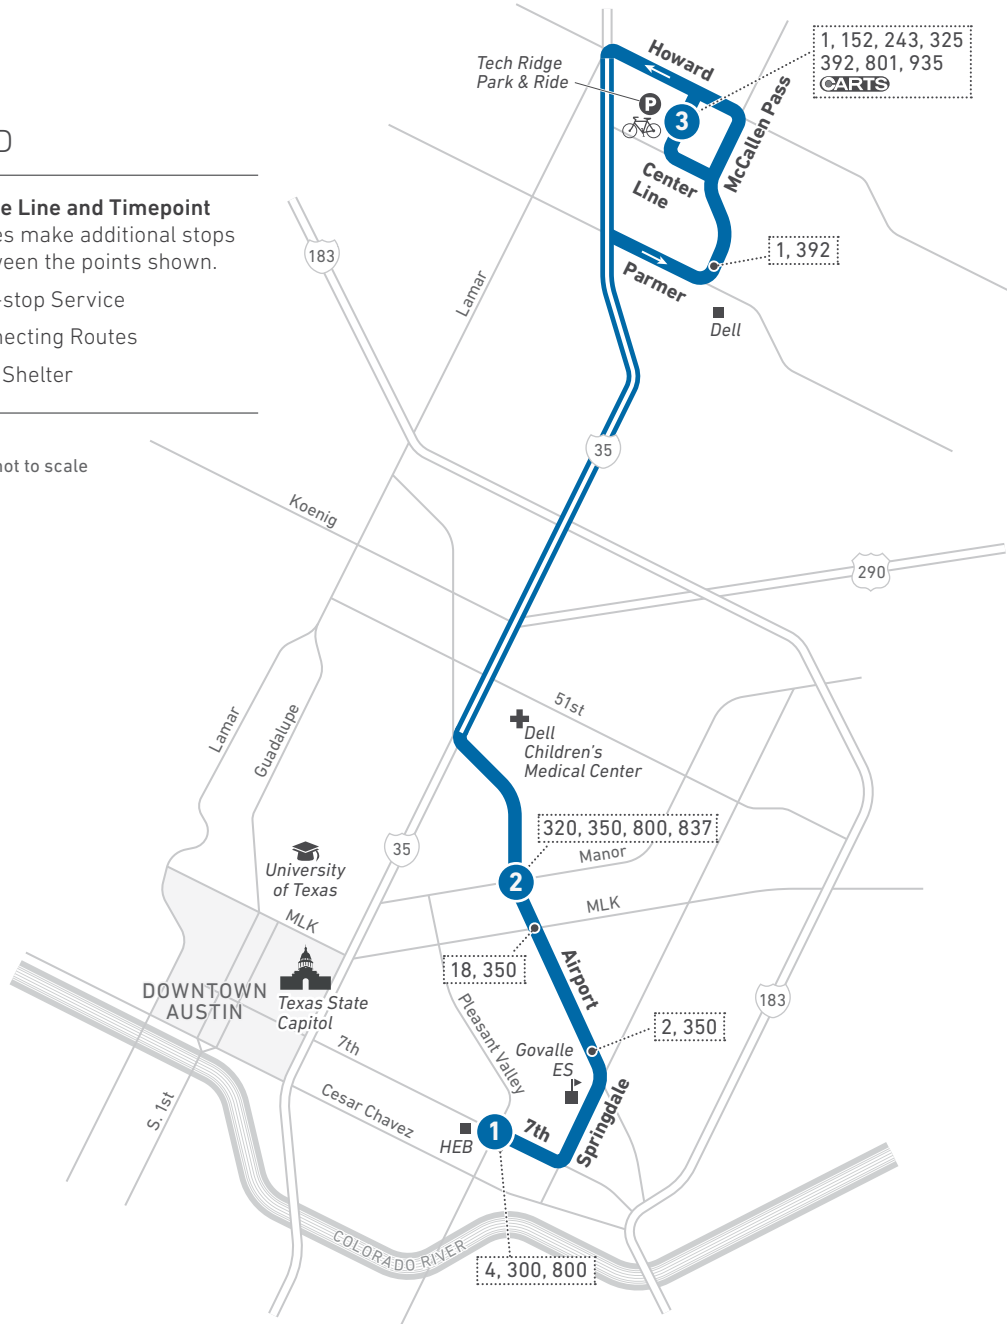 Howard
1, 152, 243, 325
392, 801, 935
CARTS
Tech Ridge
Park & Ride
P
3
McCallen Pass
Center
Line
1, 392
Parmer
Dell
Line and Timepoint
make additional stops
the points shown.
Service
Routes
Shelter
not to scale
183
Lamar
35
Koenig
290
51st
Dell
Children's
Medical Center
Lamar
Guadalupe
320, 350, 800, 837
35
Manor
2
University
of Texas
MLK
MLK
18, 350
Airport
DOWNTOWN
AUSTIN
Texas State
Capitol
Pleasant Valley
183
2, 350
7th
Govalle
ES
Cesar Chavez
S. 1st
Springdale
HEB
1
7th
COLORADO RIVER
4, 300, 800